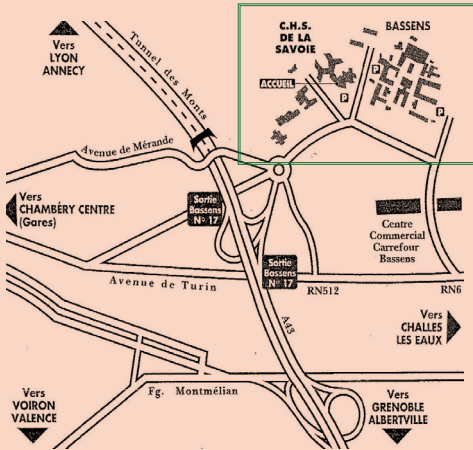 C.H.S.
DE LA
SAVOIE
BASSENS
Vers
LYON
ANNECY
Tunnel des Monts
ACCUEIL
P
P
P
Avenue de Mérande
Vers
CHAMBÉRY CENTRE
(Gares)
Sortie
Bassens
N° 17
Centre
Commercial
Carrefour
Bassens
Sortie
Bassens
N° 17
Avenue de Turin
RN512
RN6
A43
Vers
CHALLES
LES EAUX
Vers
VOIRON
VALENCE
Fg. Montmélian
Vers
GRENOBLE
ALBERTVILLE